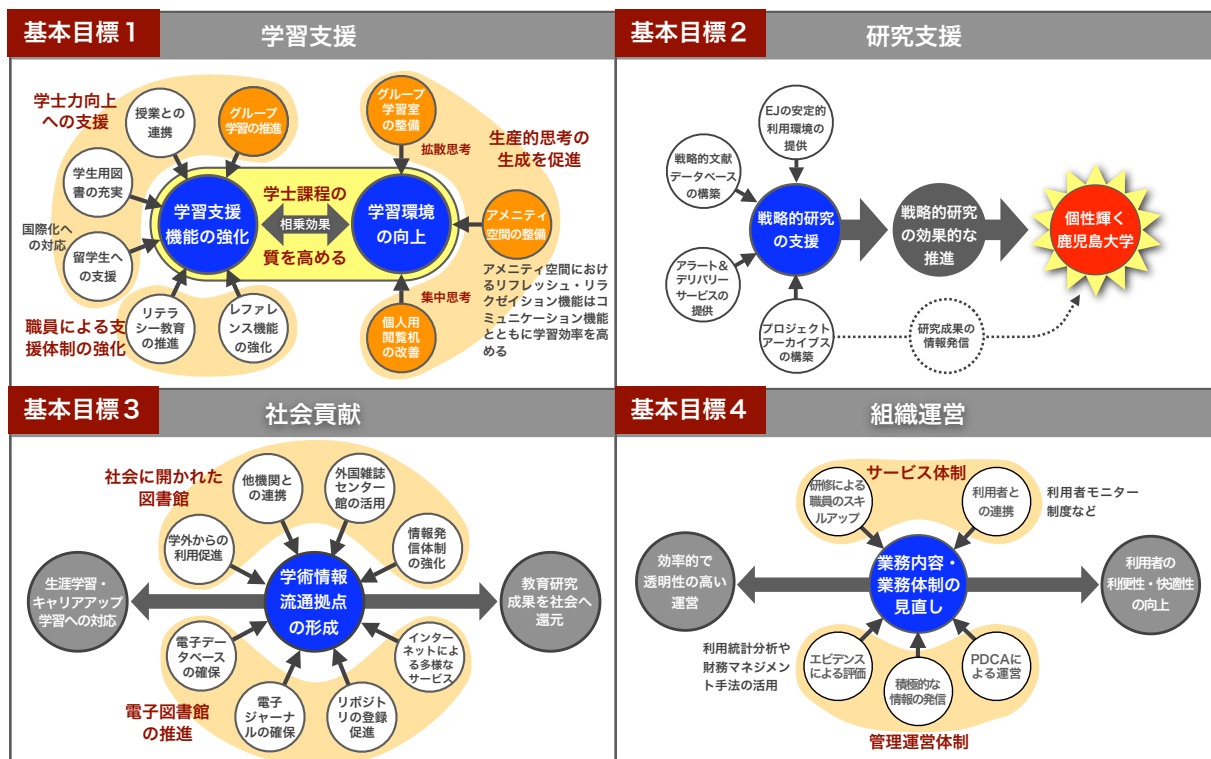 基本目標1
学習支援
学士力向上
への支援
授業との
連携
グループ
学習の推進
学生用図
書の充実
国際化へ
の対応
留学生へ
の支援
職員による支
援体制の強化
リテラ
シー教育
の推進
レファレ
ンス機能
の強化
学習支援
機能の強化
学士課程の
相乗効果
質を高める
学習環境
の向上
グループ
学習室
の整備
拡散思考
生産的思考の
生成を促進
アメニティ
空間の整備
アメニティ空間におけ
るリフレッシュ・リラ
クゼイション機能はコ
ミュニケーション機能
とともに学習効率を高
める
集中思考
個人用
閲覧机
の改善
基本目標2
研究支援
EJの安定的
利用環境の
提供
戦略的文献
データベース
の構築
戦略的研究
の支援
アラート&
デリバリー
サービスの
提供
プロジェクト
アーカイブス
の構築
戦略的研究
の効果的な
推進
研究成果の
情報発信
個性輝く
鹿児島大学
基本目標3
社会貢献
社会に開かれた
図書館
他機関と
の連携
外国雑誌
センター
館の活用
学外からの
利用促進
情報発
信体制
の強化
生涯学習・
キャリアアップ
学習への対応
学術情報
流通拠点
の形成
教育研究
成果を社会へ
還元
電子デー
タベース
の確保
インター
ネットによ
る多様な
サービス
電子図書館
の推進
電子
ジャーナ
ルの確保
リポジト
リの登録
促進
基本目標4
組織運営
サービス体制
研修による
職員のスキ
ルアップ
利用者と
の連携
利用者モニター
制度など
効率的で
透明性の高い
運営
業務内容・
業務体制の
見直し
利用者の
利便性・快適性
の向上
利用統計分析や
財務マネジメン
ト手法の活用
エビデンス
による評価
積極的な
情報の発信
PDCAに
よる運営
管理運営体制